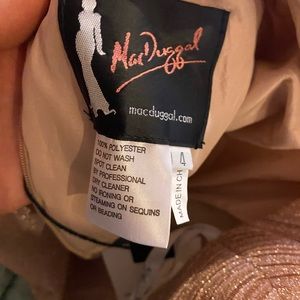 Mac Duggal
macduggal.com
100% POLYESTER
DO NOT WASH
SPOT CLEAN
BY PROFESSIONAL
DRY CLEANER
NO IRONING OR
STEAMING ON SEQUINS
OR BEADING
4
MADE IN CH